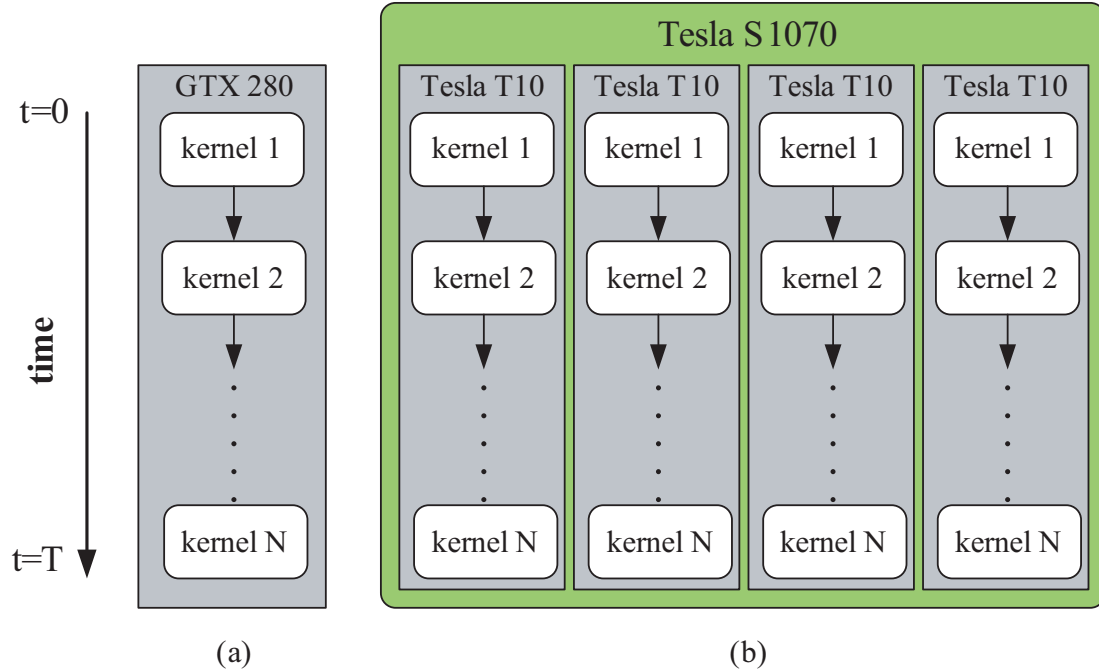 Tesla S1070
GTX 280
Tesla T10
Tesla T10
Tesla T10
Tesla T10
t=0
kernel 1
kernel 1
kernel 1
kernel 1
kernel 1
kernel 2
kernel 2
kernel 2
kernel 2
kernel 2
time
kernel N
kernel N
kernel N
kernel N
kernel N
t=T
(a)
(b)